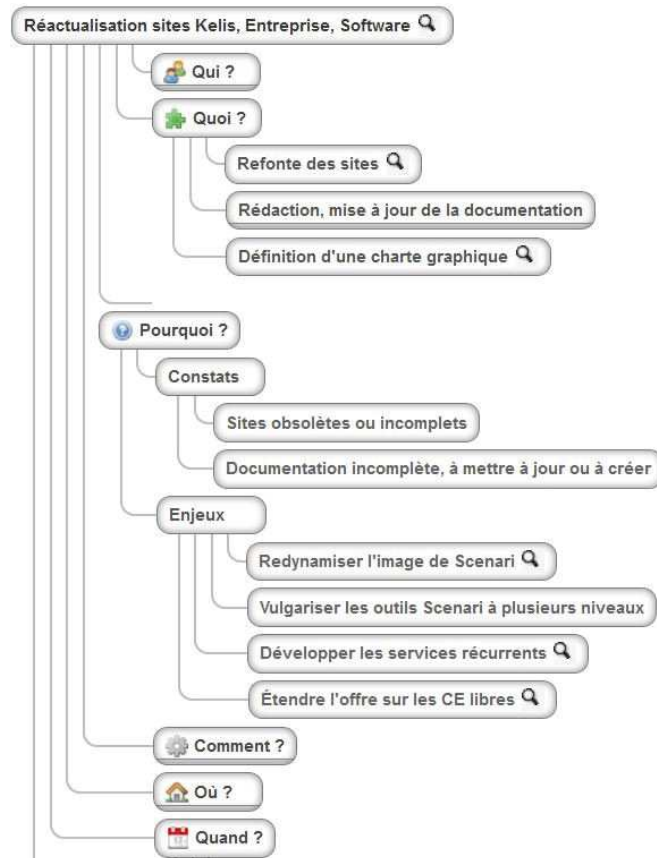 Réactualisation sites Kelis, Entreprise, Software
Qui ?
Quoi ?
Refonte des sites
Rédaction, mise à jour de la documentation
Définition d'une charte graphique
Pourquoi ?
Constats
Sites obsolètes ou incomplets
Documentation incomplète, à mettre à jour ou à créer
Enjeux
Redynamiser l'image de Scenari
Vulgariser les outils Scenari à plusieurs niveaux
Développer les services récurrents
Étendre l'offre sur les CE libres
Comment ?
Où ?
Quand ?